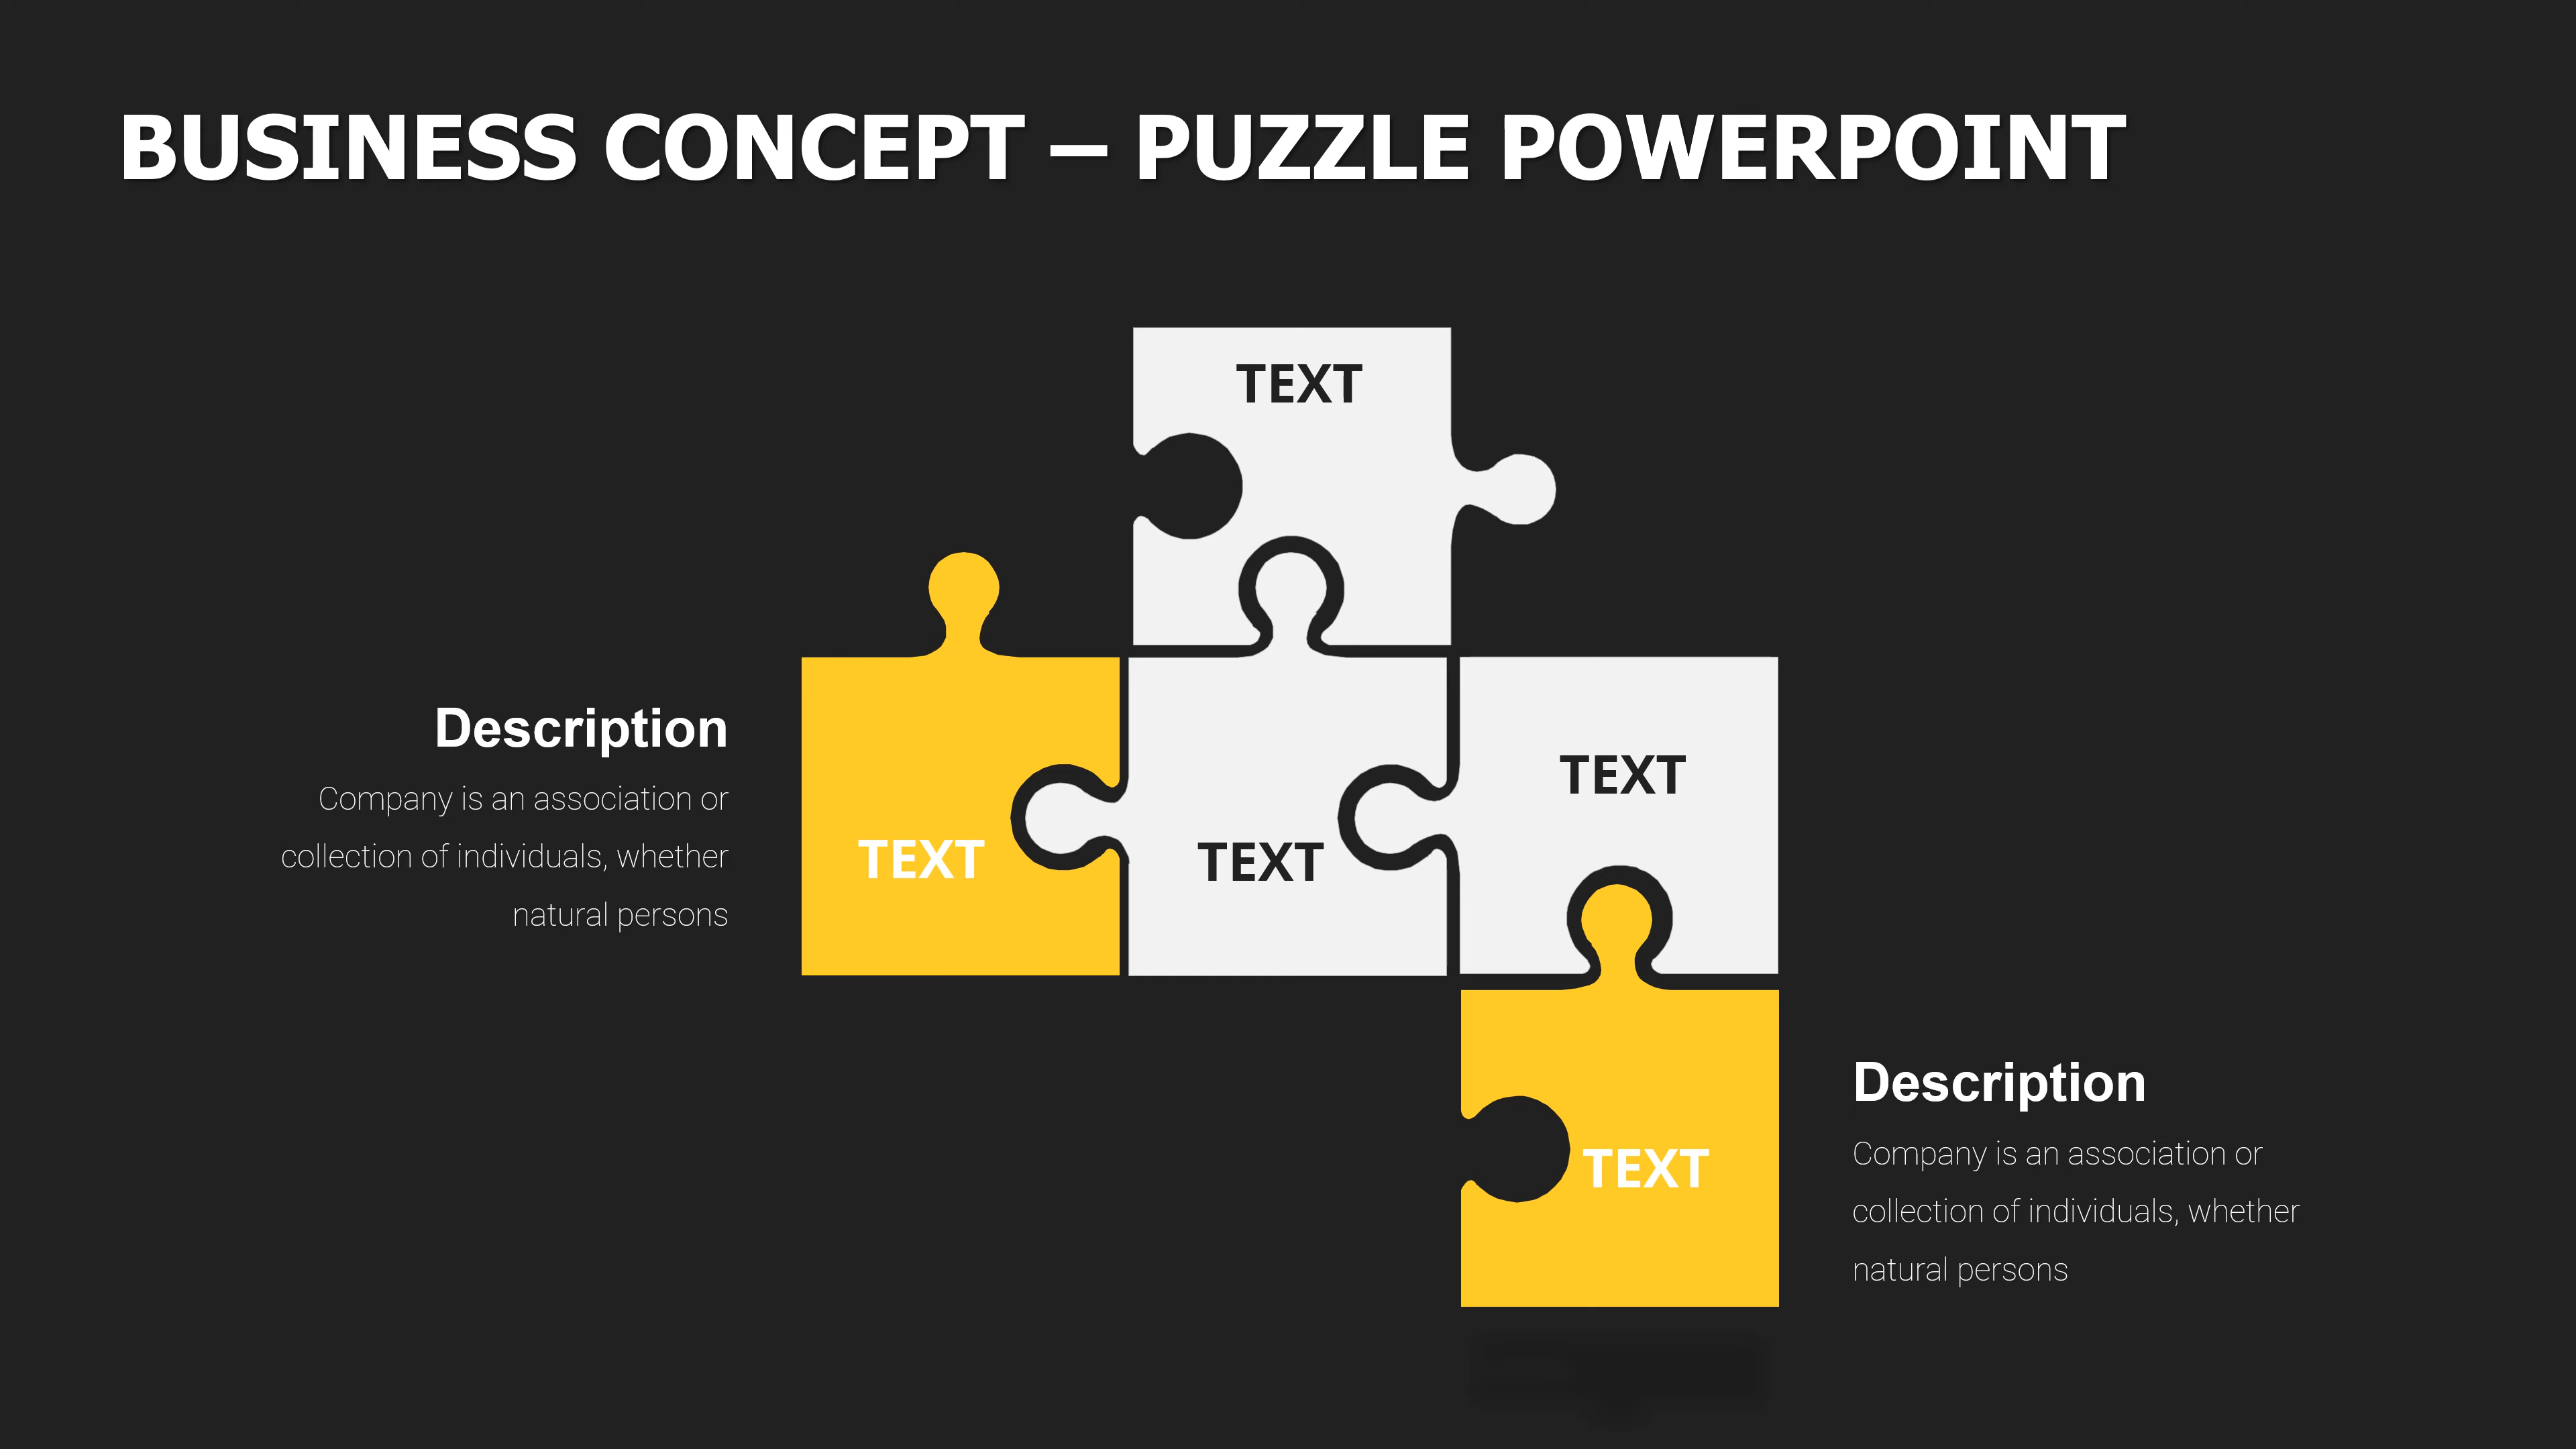 BUSINESS CONCEPT – PUZZLE POWERPOINT
TEXT
Description
Company is an association or
collection of individuals, whether
natural persons
TEXT
TEXT
TEXT
Description
Company is an association or
collection of individuals, whether
natural persons
TEXT